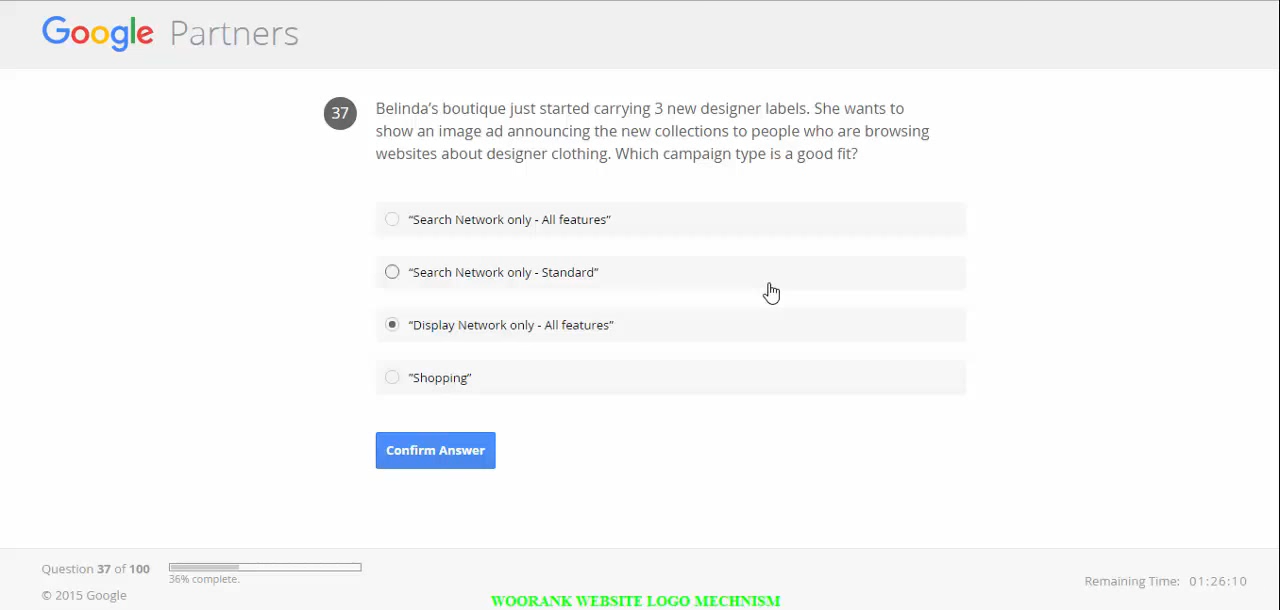 Google Partners
37
Belinda’s boutique just started carrying 3 new designer labels. She wants to
show an image ad announcing the new collections to people who are browsing
websites about designer clothing. Which campaign type is a good fit?
“Search Network only - All features”
“Search Network only - Standard”
“Display Network only - All features”
”Shopping”
Confirm Answer
Question 37 of 100
36% complete.
© 2015 Google
Remaining Time: 01:26:10
WOORANK WEBSITE LOGO MECHNISM